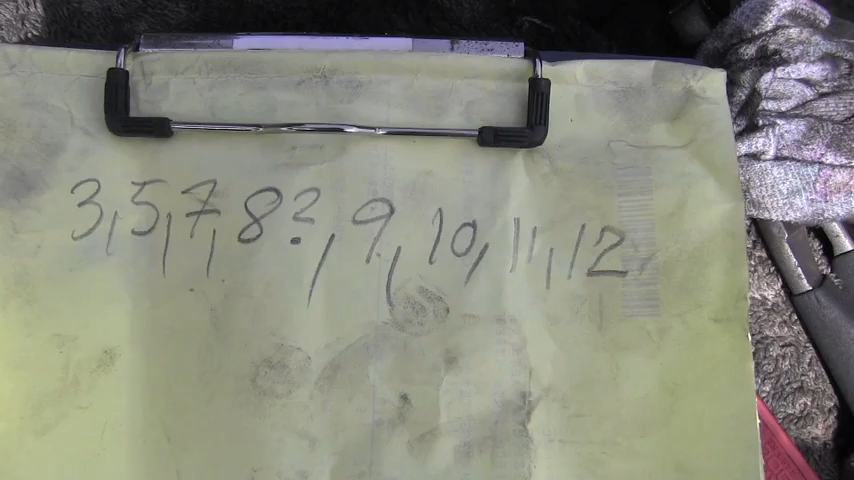 3, 5, 7, 8?, 9, 10, 11, 12